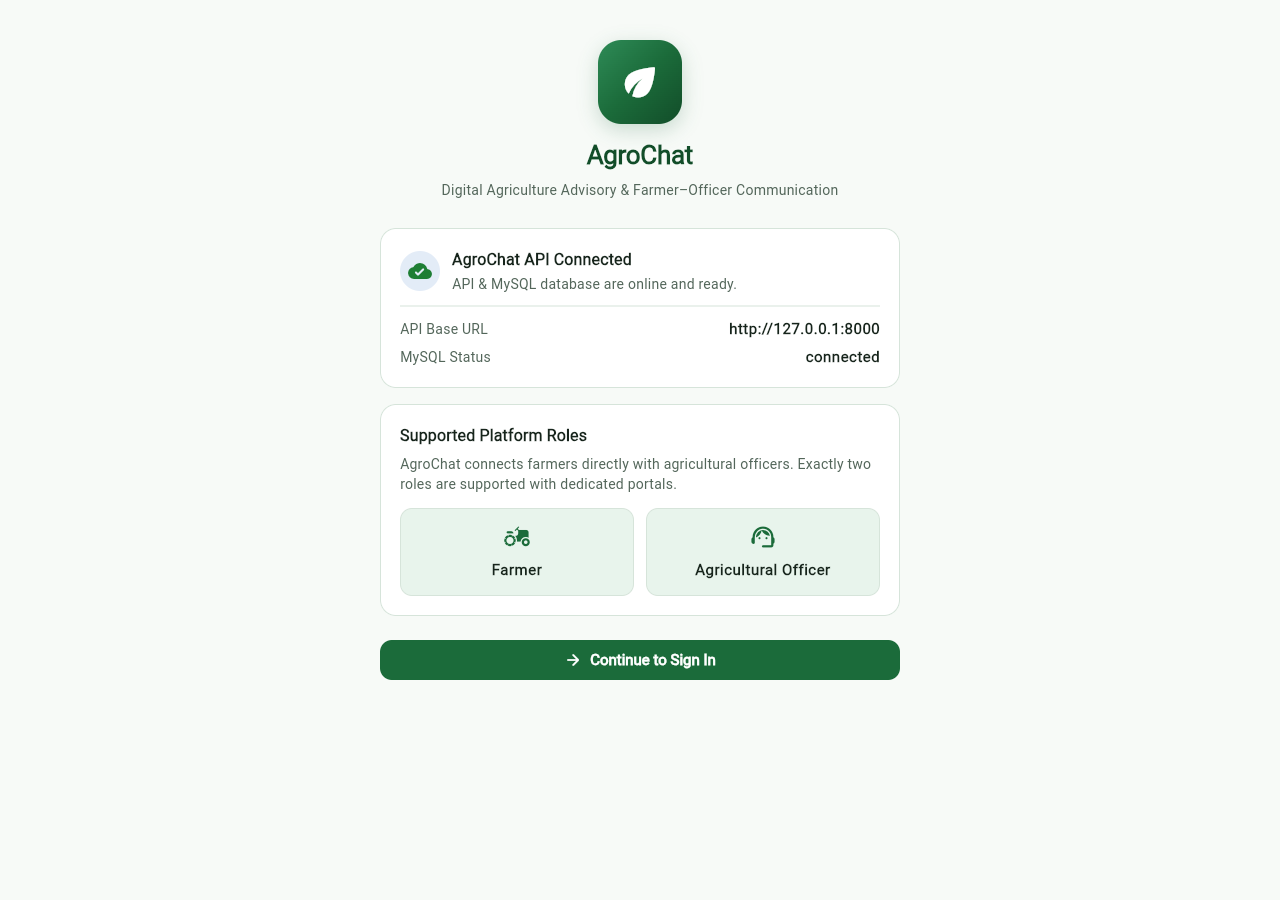 AgroChat
Digital Agriculture Advisory & Farmer–Officer Communication
AgroChat API Connected
API & MySQL database are online and ready.
API Base URL http://127.0.0.1:8000
MySQL Status connected
Supported Platform Roles
AgroChat connects farmers directly with agricultural officers. Exactly two
roles are supported with dedicated portals.
Farmer Agricultural Officer
Continue to Sign In